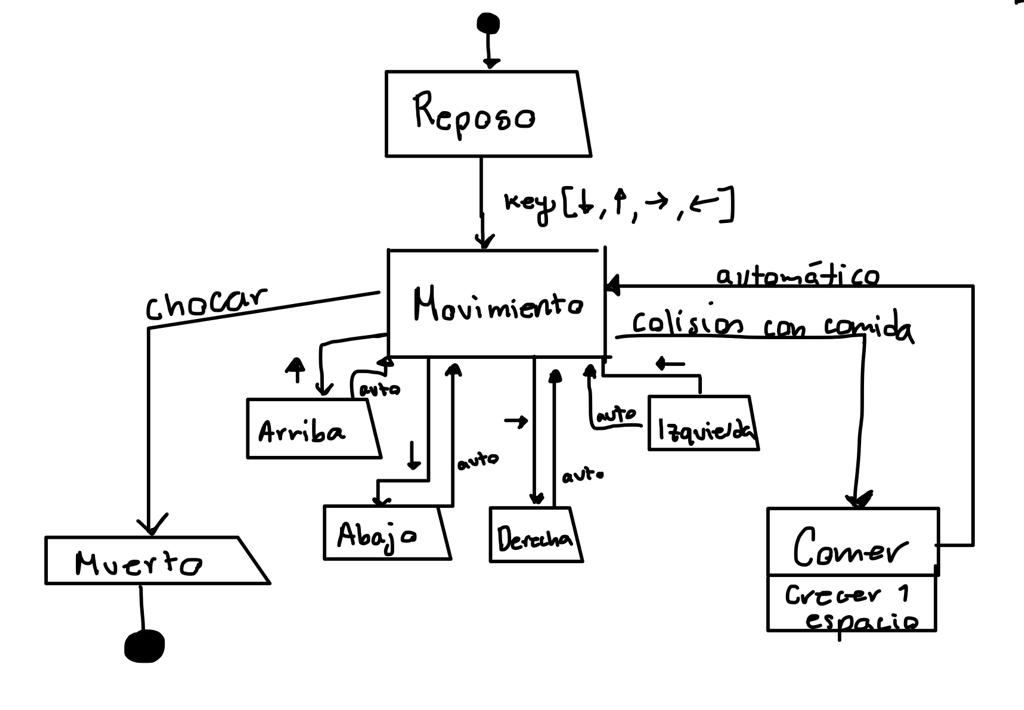 Reposo
key, [↓, ↑, →, ←]
automático
chocar
Movimiento
colision con comida
↑
auto
←
Arriba
→
auto
Izquierda
↓
auto
auto
Abajo
Derecha
Comer
Muerto
Crecer 1
espacio